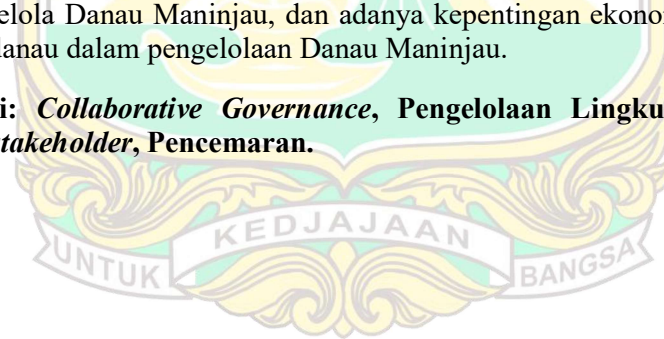 elola Danau Maninjau, dan adanya kepentingan ekonom
danau dalam pengelolaan Danau Maninjau.
i: Collaborative Governance, Pengelolaan Lingku
takeholder, Pencemaran.
UNTUK KEDJAJAAN BANGSA